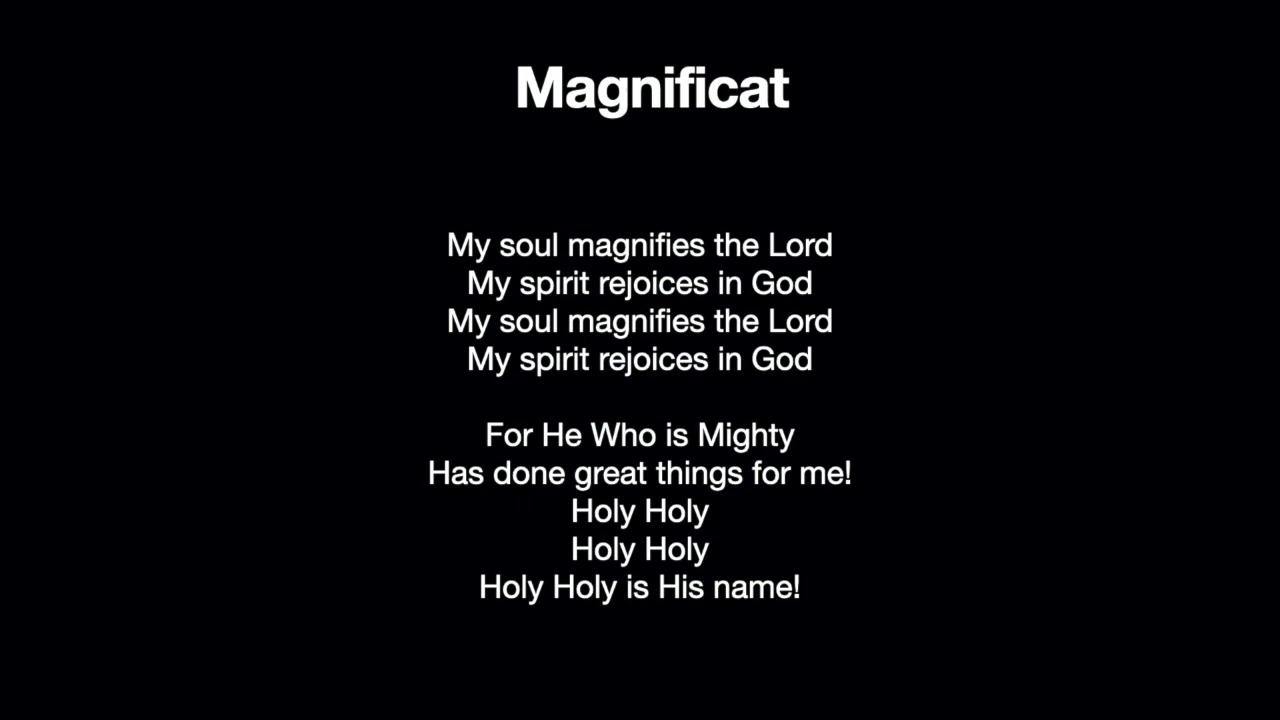 Magnificat
My soul magnifies the Lord
My spirit rejoices in God
My soul magnifies the Lord
My spirit rejoices in God
For He Who is Mighty
Has done great things for me!
Holy Holy
Holy Holy
Holy Holy is His name!